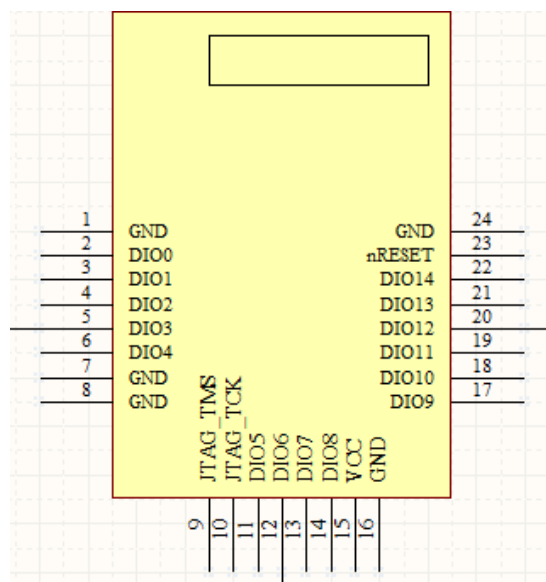 1 GND GND 24
2 DIO0 nRESET 23
3 DIO1 DIO14 22
4 DIO2 DIO13 21
5 DIO3 DIO12 20
6 DIO4 DIO11 19
7 GND DIO10 18
8 GND DIO9 17
JTAG_TMS
JTAG_TCK
DIO5
DIO6
DIO7
DIO8
VCC
GND
9
10
11
12
13
14
15
16